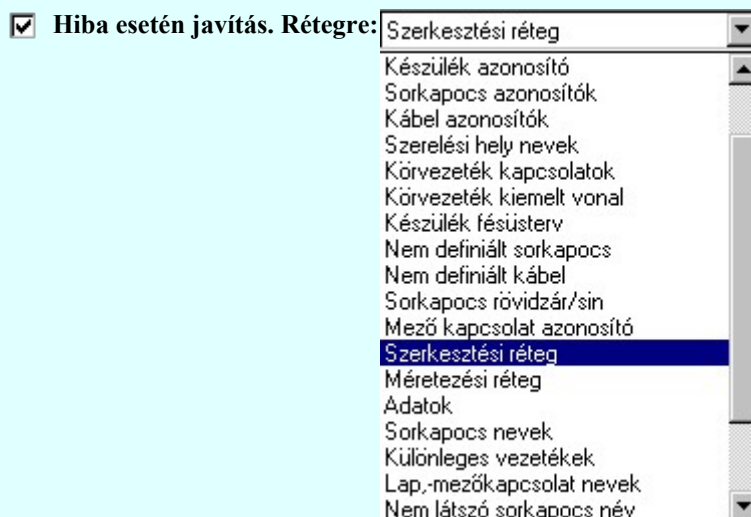 Hiba esetén javítás. Rétegre: Szerkesztési réteg
Készülék azonosító
Sorkapocs azonosítók
Kábel azonosítók
Szerelési hely nevek
Körvezeték kapcsolatok
Körvezeték kiemelt vonal
Készülék fésüsterv
Nem definiált sorkapocs
Nem definiált kábel
Sorkapocs rövidzár/sin
Mező kapcsolat azonosító
Szerkesztési réteg
Méretezési réteg
Adatok
Sorkapocs nevek
Különleges vezetékek
Lap,-mezőkapcsolat nevek
Nem látszó sorkapocs név